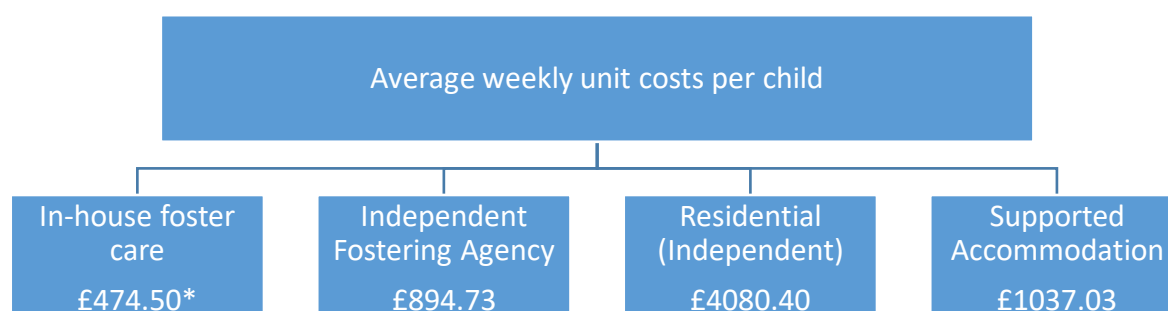 Average weekly unit costs per child
In-house foster
care
£474.50*
Independent
Fostering Agency
£894.73
Residential
(Independent)
£4080.40
Supported
Accommodation
£1037.03